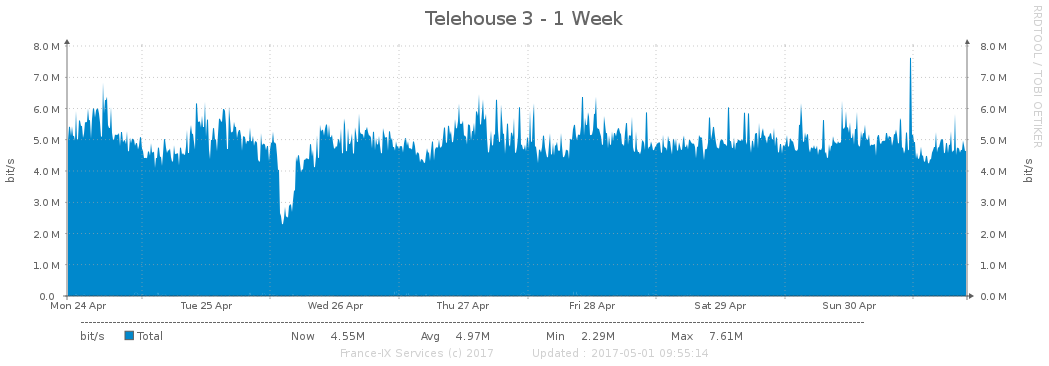 Telehouse 3 - 1 Week
RRDTOOL / TOBI OETIKER
8.0 M 8.0 M
7.0 M 7.0 M
6.0 M 6.0 M
5.0 M 5.0 M
4.0 M 4.0 M
3.0 M 3.0 M
2.0 M 2.0 M
1.0 M 1.0 M
0.0 0.0 M
bit/s bit/s
Mon 24 Apr Tue 25 Apr Wed 26 Apr Thu 27 Apr Fri 28 Apr Sat 29 Apr Sun 30 Apr
bit/s Total Now 4.55M Avg 4.97M Min 2.29M Max 7.61M
France-IX Services (c) 2017 Updated : 2017-05-01 09:55:14